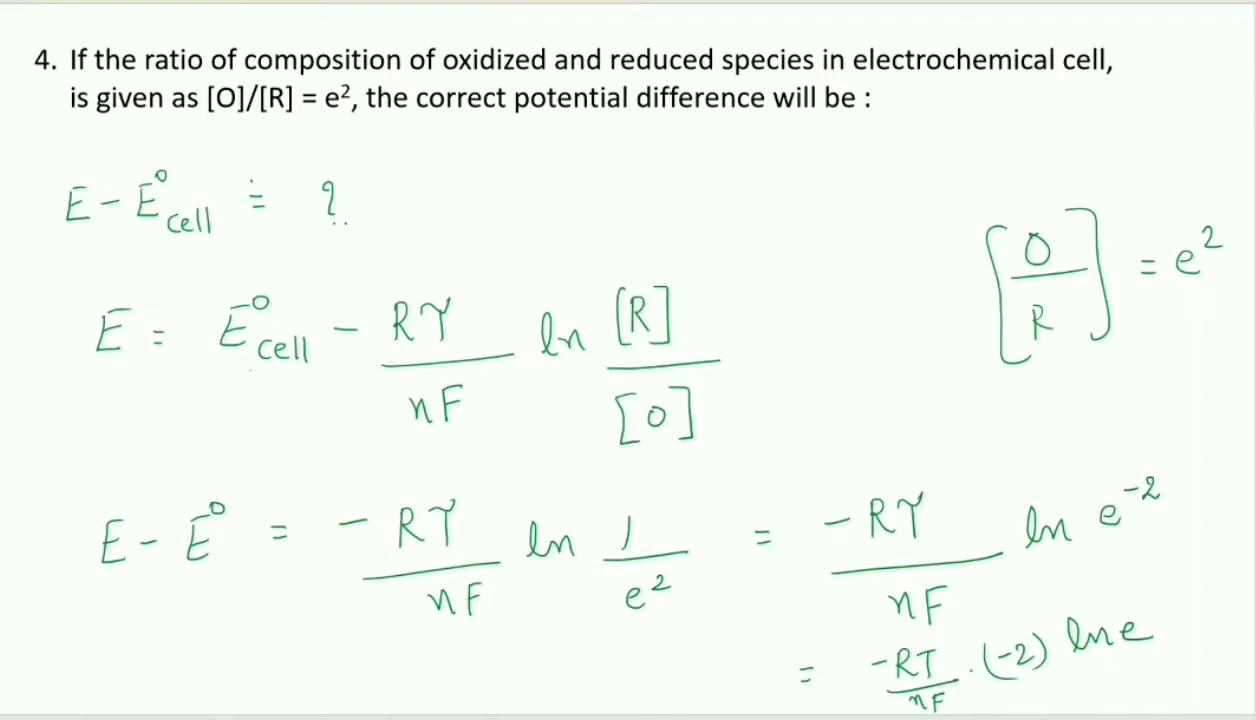 4. If the ratio of composition of oxidized and reduced species in electrochemical cell,
is given as [O]/[R] = e², the correct potential difference will be :
E - E°cell = ?
[O/R] = e²
E = E°cell - RT/nF ln [R]/[O]
E - E° = -RT/nF ln 1/e² = -RT/nF ln e⁻²
= -RT/nF . (-2) ln e